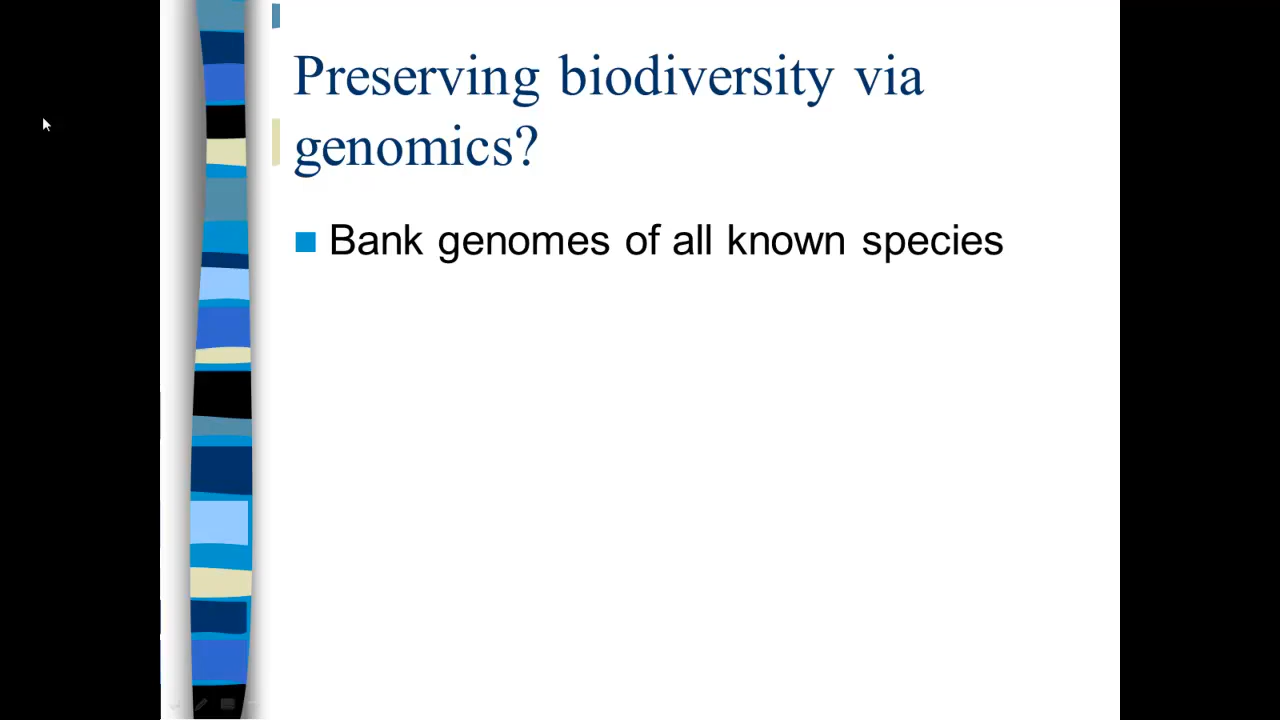 Preserving biodiversity via
genomics?
Bank genomes of all known species